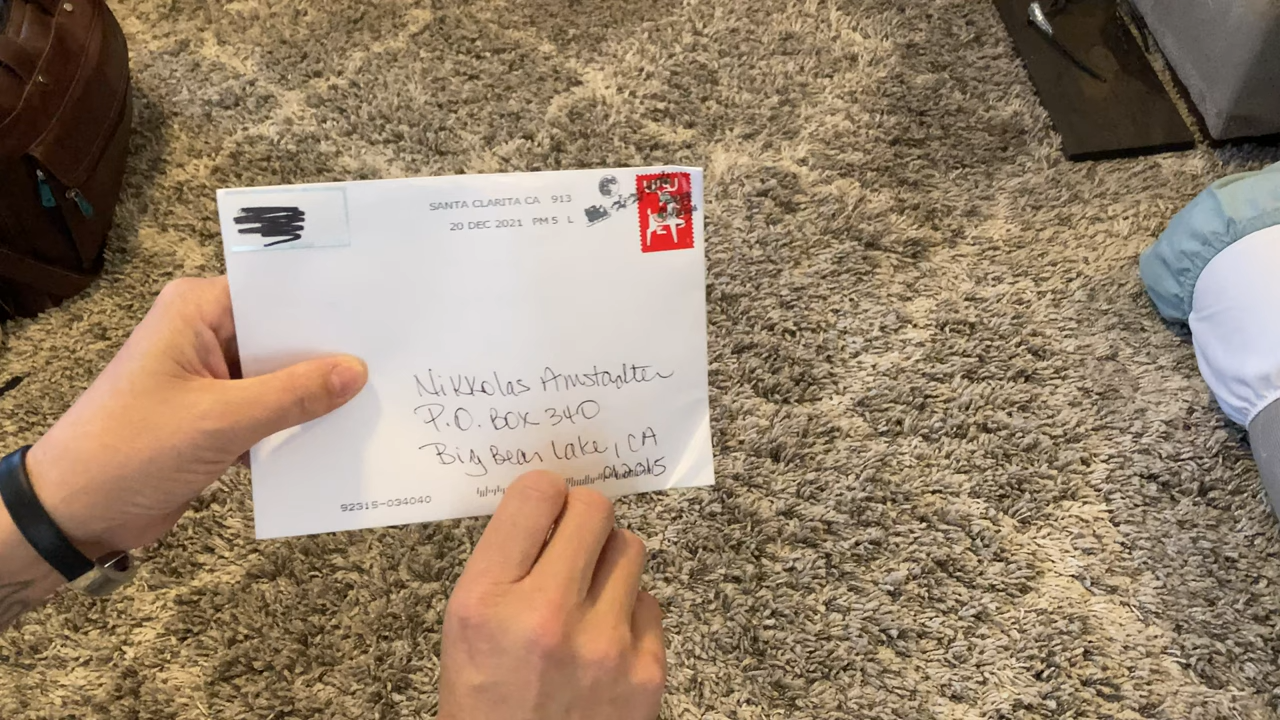 SANTA CLARITA CA 913
20 DEC 2021 PM 5 L
Nikkolas Amstadter
P.O. BOX 340
Big Bear Lake, CA
92315-034040